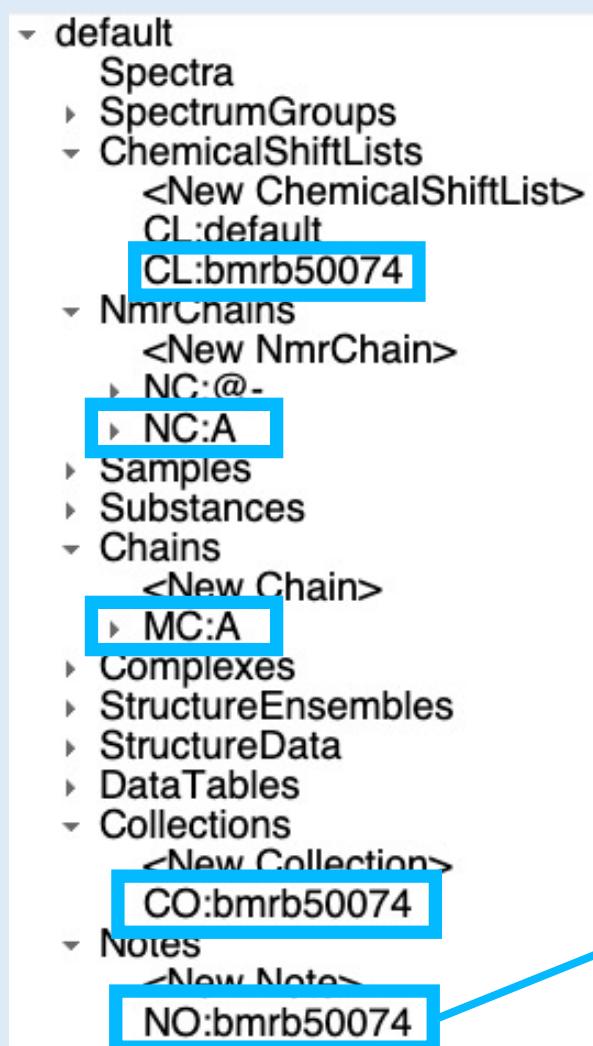 default
Spectra
SpectrumGroups
ChemicalShiftLists
<New ChemicalShiftList>
CL:default
CL:bmrb50074
NmrChains
<New NmrChain>
NC:@-
NC:A
Samples
Substances
Chains
<New Chain>
MC:A
Complexes
StructureEnsembles
StructureData
DataTables
Collections
<New Collection>
CO:bmrb50074
Notes
<New Note>
NO:bmrb50074